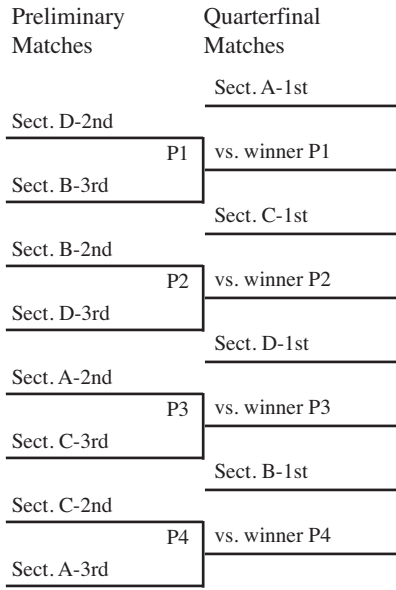 Preliminary Matches
Quarterfinal Matches
Sect. A-1st
Sect. D-2nd
P1
vs. winner P1
Sect. B-3rd
Sect. C-1st
Sect. B-2nd
P2
vs. winner P2
Sect. D-3rd
Sect. D-1st
Sect. A-2nd
P3
vs. winner P3
Sect. C-3rd
Sect. B-1st
Sect. C-2nd
P4
vs. winner P4
Sect. A-3rd